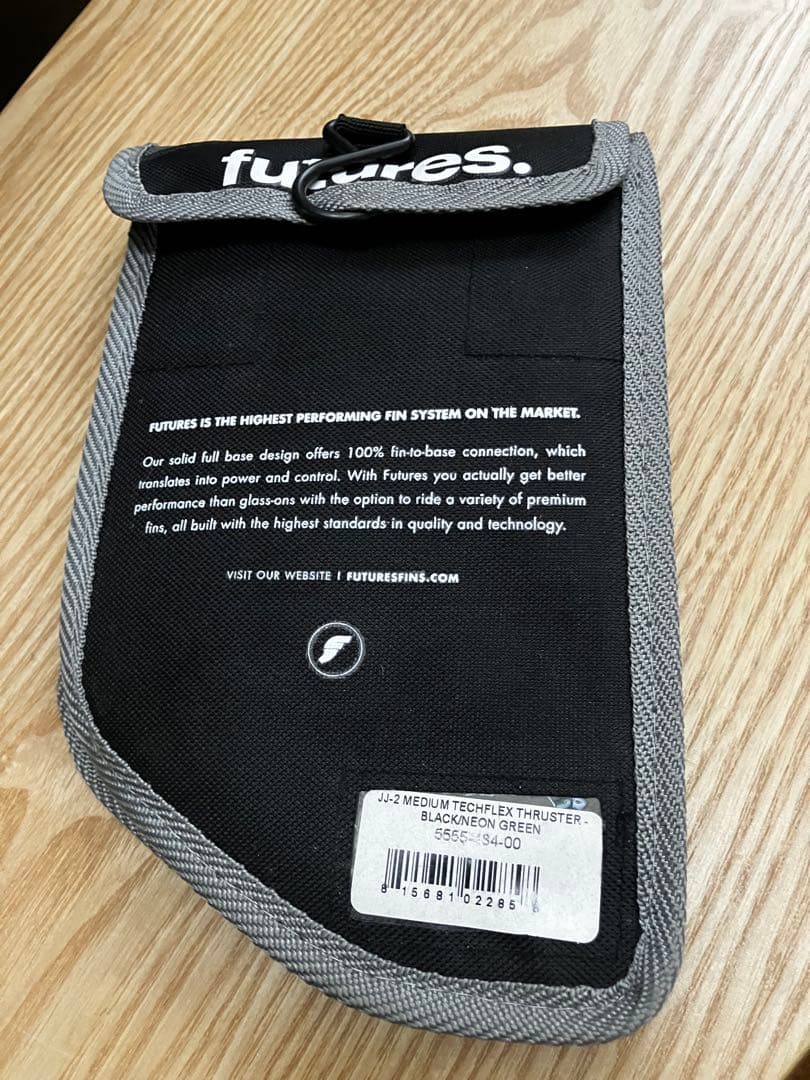 futures.
FUTURES IS THE HIGHEST PERFORMING FIN SYSTEM ON THE MARKET.
Our solid full base design offers 100% fin-to-base connection, which
translates into power and control. With Futures you actually get better
performance than glass-ons with the option to ride a variety of premium
fins, all built with the highest standards in quality and technology.
VISIT OUR WEBSITE | FUTURESFINS.COM
JJ-2 MEDIUM TECHFLEX THRUSTER -
BLACK/NEON GREEN
8 15681 02285